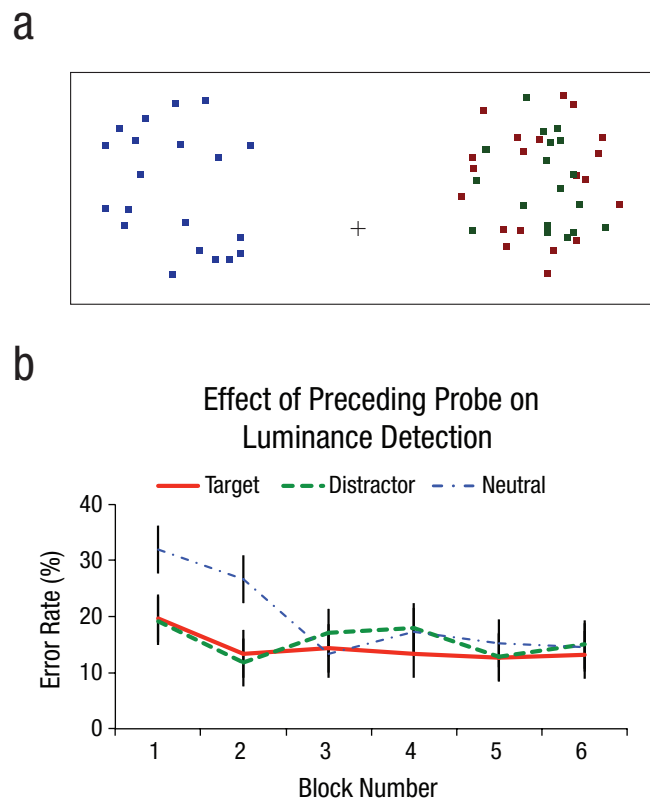 a
b
Effect of Preceding Probe on
Luminance Detection
Target Distractor Neutral
40
30
20
10
0
Error Rate (%)
1 2 3 4 5 6
Block Number